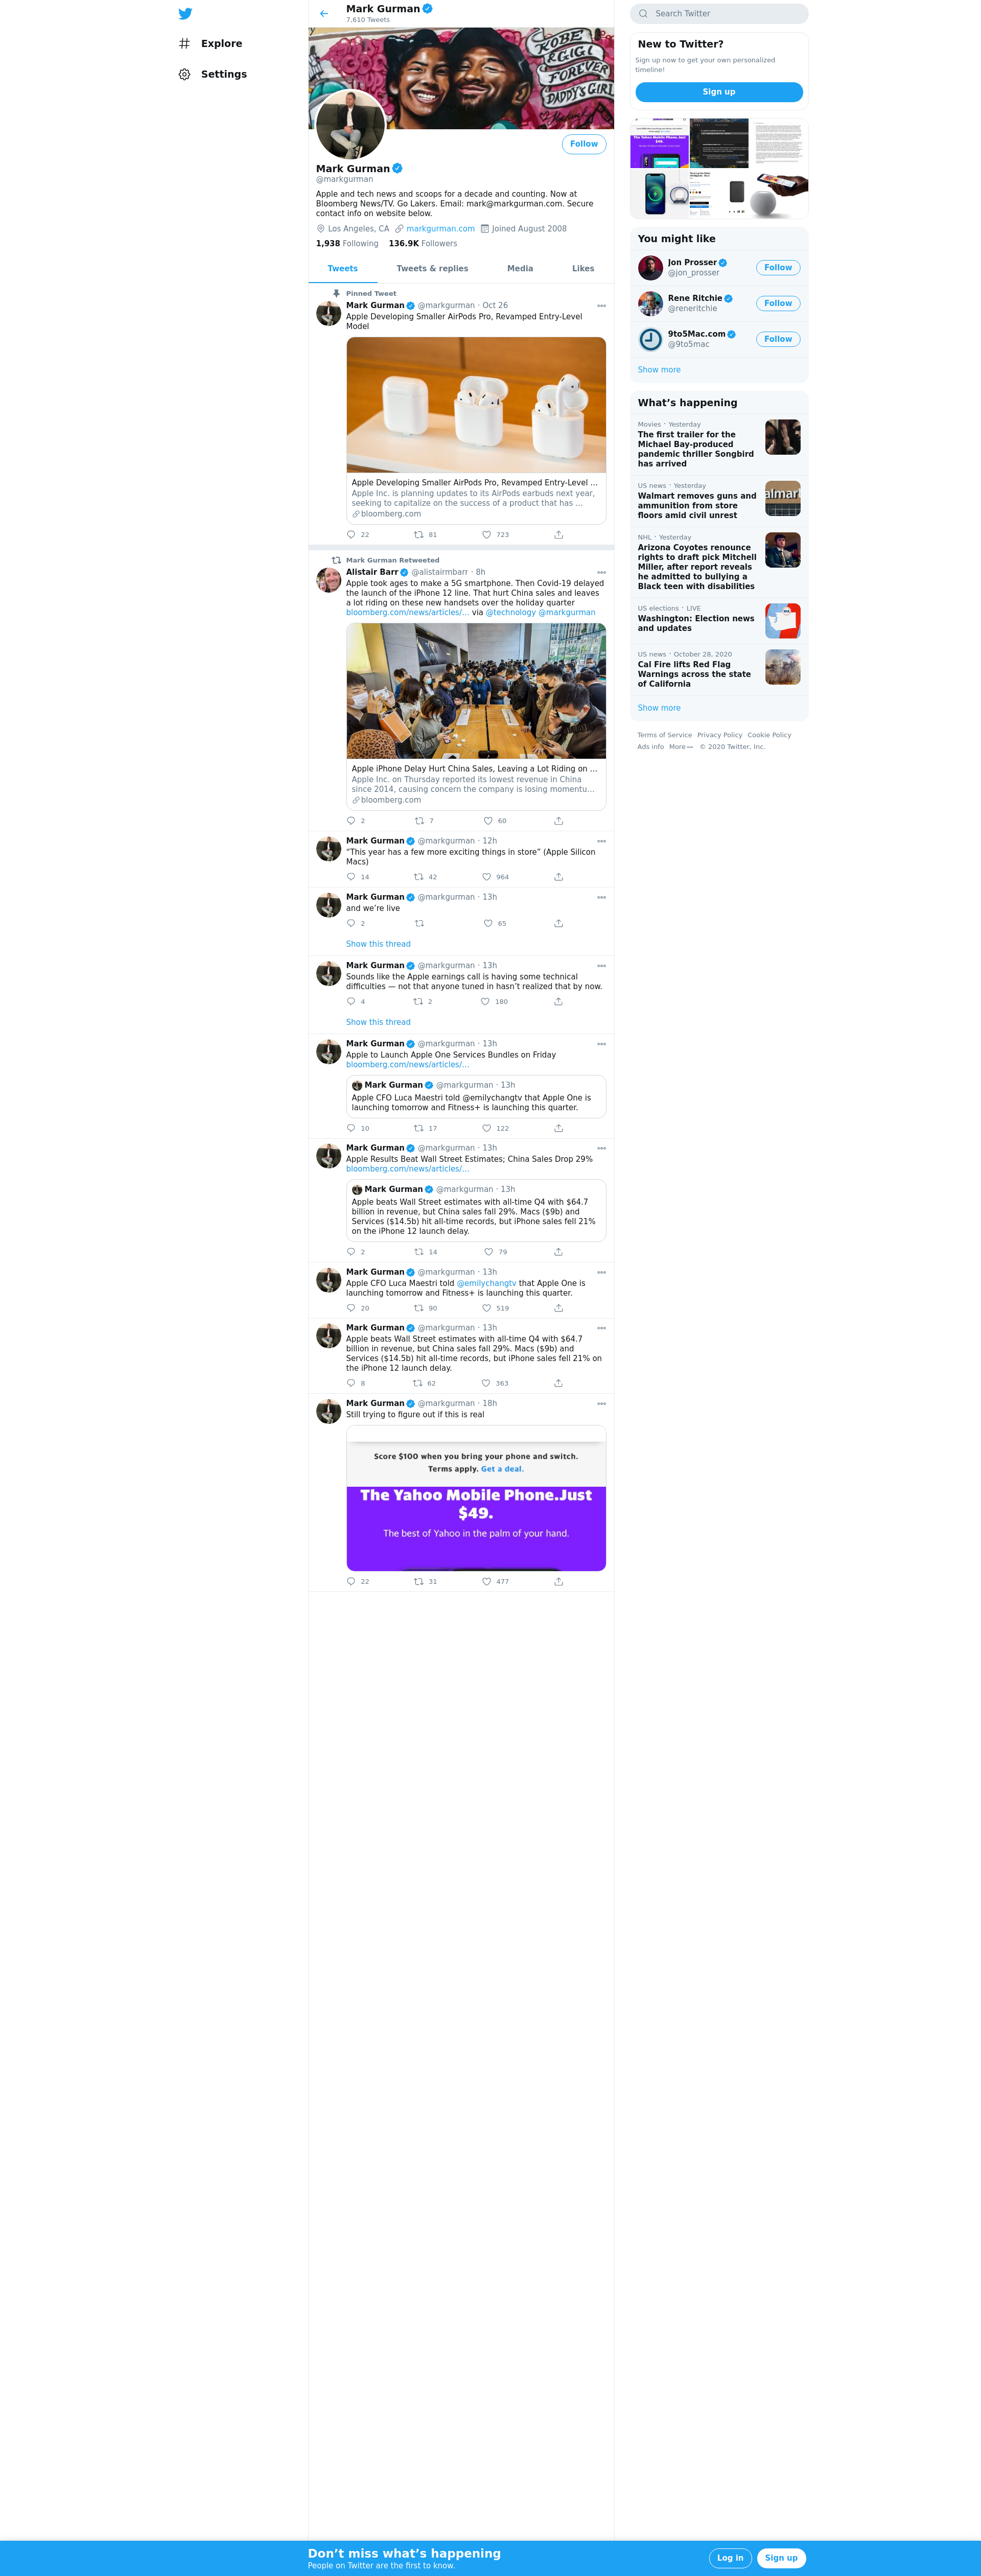 Explore
Settings
Mark Gurman
7,610 Tweets
KOBE
& GIGI
FOREVER
DADDY'S GIRL
Follow
Mark Gurman
@markgurman
Apple and tech news and scoops for a decade and counting. Now at
Bloomberg News/TV. Go Lakers. Email: mark@markgurman.com. Secure
contact info on website below.
Los Angeles, CA markgurman.com Joined August 2008
1,938 Following 136.9K Followers
Tweets Tweets & replies Media Likes
Pinned Tweet
Mark Gurman @markgurman · Oct 26
Apple Developing Smaller AirPods Pro, Revamped Entry-Level
Model
Apple Developing Smaller AirPods Pro, Revamped Entry-Level ...
Apple Inc. is planning updates to its AirPods earbuds next year,
seeking to capitalize on the success of a product that has ...
bloomberg.com
22 81 723
Mark Gurman Retweeted
Alistair Barr @alistairmbarr · 8h
Apple took ages to make a 5G smartphone. Then Covid-19 delayed
the launch of the iPhone 12 line. That hurt China sales and leaves
a lot riding on these new handsets over the holiday quarter
bloomberg.com/news/articles/... via @technology @markgurman
Apple iPhone Delay Hurt China Sales, Leaving a Lot Riding on ...
Apple Inc. on Thursday reported its lowest revenue in China
since 2014, causing concern the company is losing momentu...
bloomberg.com
2 7 60
Mark Gurman @markgurman · 12h
“This year has a few more exciting things in store” (Apple Silicon
Macs)
14 42 964
Mark Gurman @markgurman · 13h
and we’re live
2 65
Show this thread
Mark Gurman @markgurman · 13h
Sounds like the Apple earnings call is having some technical
difficulties — not that anyone tuned in hasn’t realized that by now.
4 2 180
Show this thread
Mark Gurman @markgurman · 13h
Apple to Launch Apple One Services Bundles on Friday
bloomberg.com/news/articles/...
Mark Gurman @markgurman · 13h
Apple CFO Luca Maestri told @emilychangtv that Apple One is
launching tomorrow and Fitness+ is launching this quarter.
10 17 122
Mark Gurman @markgurman · 13h
Apple Results Beat Wall Street Estimates; China Sales Drop 29%
bloomberg.com/news/articles/...
Mark Gurman @markgurman · 13h
Apple beats Wall Street estimates with all-time Q4 with $64.7
billion in revenue, but China sales fall 29%. Macs ($9b) and
Services ($14.5b) hit all-time records, but iPhone sales fell 21%
on the iPhone 12 launch delay.
2 14 79
Mark Gurman @markgurman · 13h
Apple CFO Luca Maestri told @emilychangtv that Apple One is
launching tomorrow and Fitness+ is launching this quarter.
20 90 519
Mark Gurman @markgurman · 13h
Apple beats Wall Street estimates with all-time Q4 with $64.7
billion in revenue, but China sales fall 29%. Macs ($9b) and
Services ($14.5b) hit all-time records, but iPhone sales fell 21% on
the iPhone 12 launch delay.
8 62 363
Mark Gurman @markgurman · 18h
Still trying to figure out if this is real
Score $100 when you bring your phone and switch.
Terms apply. Get a deal.
The Yahoo Mobile Phone.Just
$49.
The best of Yahoo in the palm of your hand.
22 31 477
Search Twitter
New to Twitter?
Sign up now to get your own personalized
timeline!
Sign up
The Yahoo Mobile Phone.Just
$49.
You might like
Jon Prosser
@jon_prosser
Follow
Rene Ritchie
@reneritchie
Follow
9to5Mac.com
@9to5mac
Follow
Show more
What’s happening
Movies · Yesterday
The first trailer for the
Michael Bay-produced
pandemic thriller Songbird
has arrived
US news · Yesterday
Walmart removes guns and
ammunition from store
floors amid civil unrest
almar
NHL · Yesterday
Arizona Coyotes renounce
rights to draft pick Mitchell
Miller, after report reveals
he admitted to bullying a
Black teen with disabilities
US elections · LIVE
Washington: Election news
and updates
US news · October 28, 2020
Cal Fire lifts Red Flag
Warnings across the state
of California
Show more
Terms of Service Privacy Policy Cookie Policy
Ads info More © 2020 Twitter, Inc.
Don’t miss what’s happening
People on Twitter are the first to know.
Log in Sign up